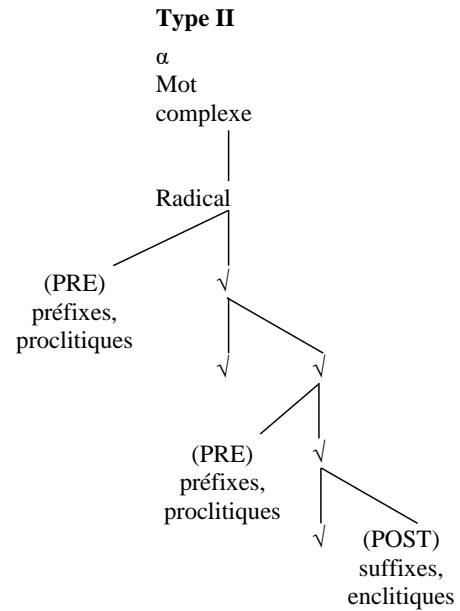 Type II
α
Mot
complexe
Radical
(PRE)
préfixes,
proclitiques
√
√ √
(PRE)
préfixes,
proclitiques
√
√
(POST)
suffixes,
enclitiques